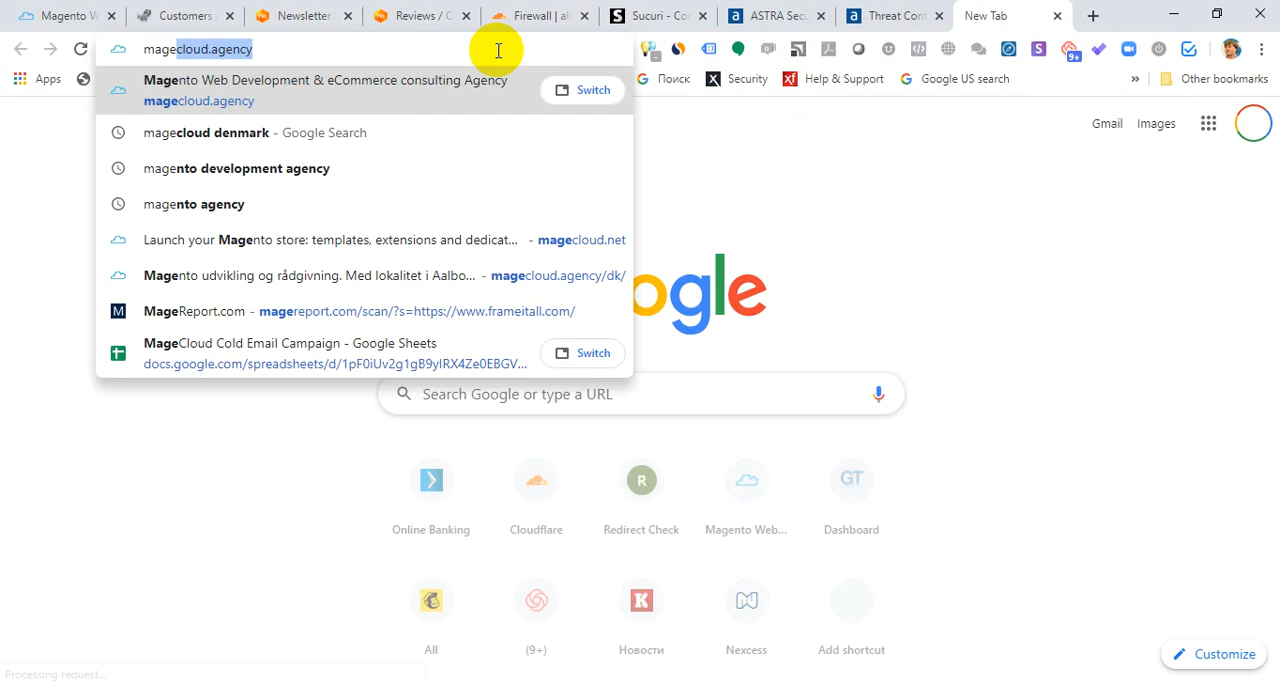 Magento W
Customers
Newsletter
Reviews / C
Firewall | al
Sucuri - Co
ASTRA Secu
Threat Cont
New Tab
magecloud.agency
9+
Apps
Поиск
Security
Help & Support
Google US search
»
Other bookmarks
Magento Web Development & eCommerce consulting Agency
magecloud.agency
Switch
magecloud denmark - Google Search
magento development agency
magento agency
Launch your Magento store: templates, extensions and dedicat... - magecloud.net
Magento udvikling og rådgivning. Med lokalitet i Aalbo... - magecloud.agency/dk/
MageReport.com - magereport.com/scan/?s=https://www.frameitall.com/
MageCloud Cold Email Campaign - Google Sheets
docs.google.com/spreadsheets/d/1pF0iUv2g1gB9yIRX4Ze0EBGV...
Switch
Gmail Images
ogle
Search Google or type a URL
R
GT
Online Banking
Cloudflare
Redirect Check
Magento Web...
Dashboard
K
All
(9+)
Новости
Nexcess
Add shortcut
Customize
Processing request...